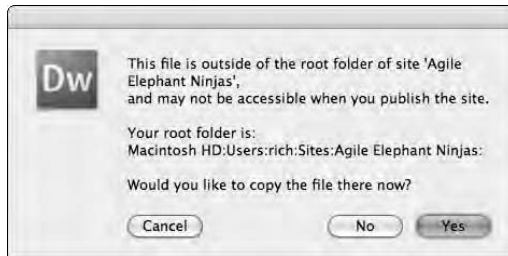 Dw
This file is outside of the root folder of site 'Agile
Elephant Ninjas',
and may not be accessible when you publish the site.
Your root folder is:
Macintosh HD:Users:rich:Sites:Agile Elephant Ninjas:
Would you like to copy the file there now?
Cancel No Yes